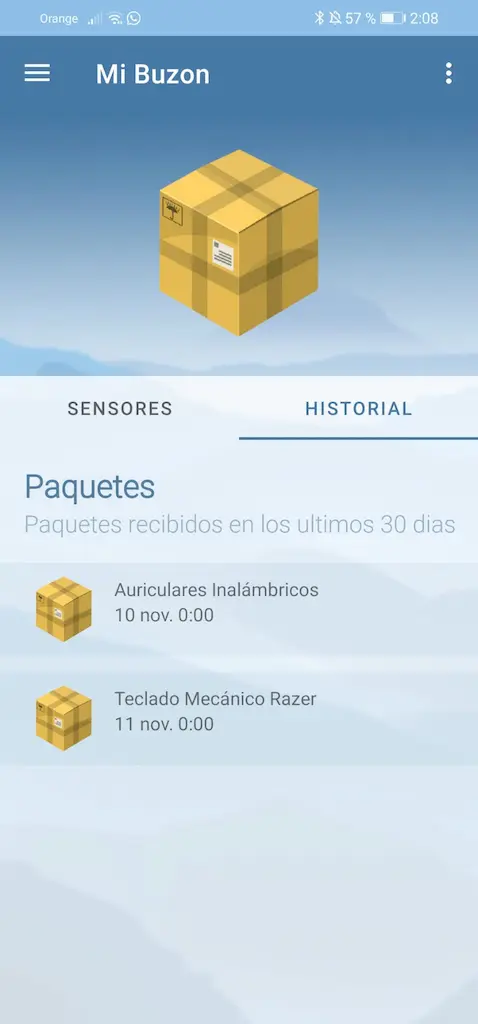 Orange 57 % 2:08
Mi Buzon
SENSORES HISTORIAL
Paquetes
Paquetes recibidos en los ultimos 30 dias
Auriculares Inalámbricos
10 nov. 0:00
Teclado Mecánico Razer
11 nov. 0:00